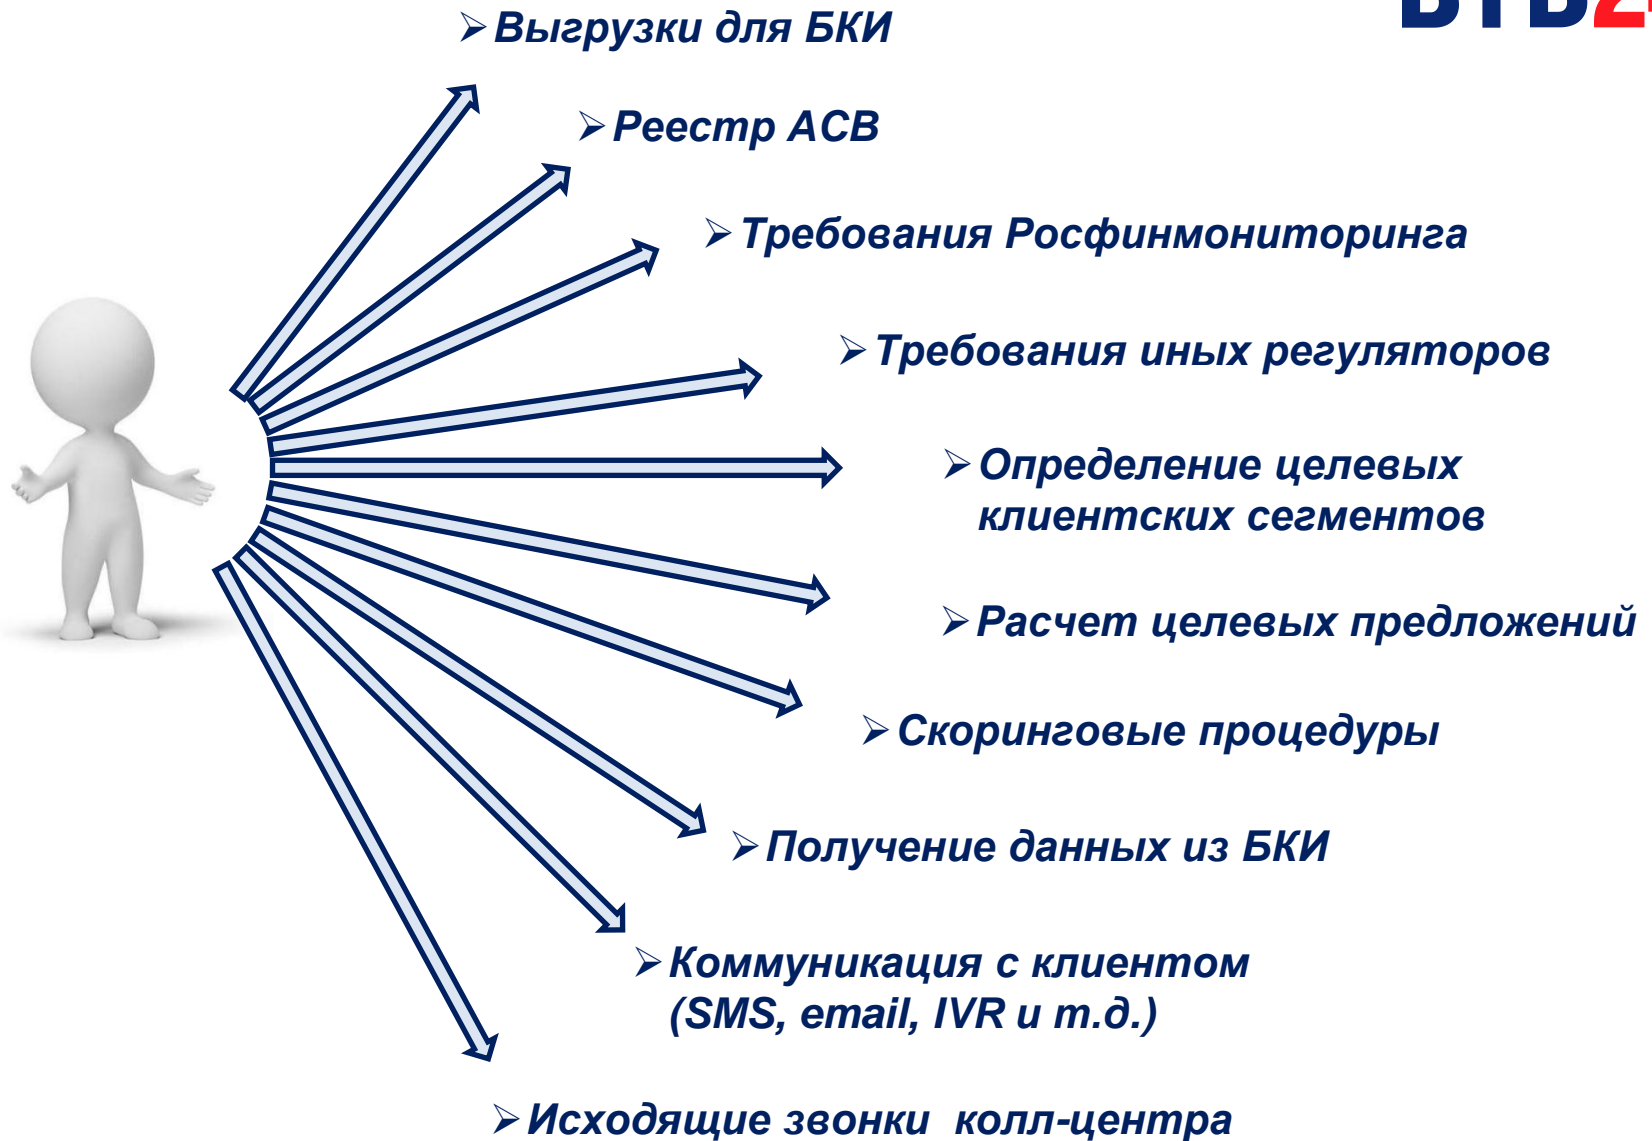 ВТБ24
➢ Выгрузки для БКИ
➢ Реестр АСВ
➢ Требования Росфинмониторинга
➢ Требования иных регуляторов
➢ Определение целевых
клиентских сегментов
➢ Расчет целевых предложений
➢ Скоринговые процедуры
➢ Получение данных из БКИ
➢ Коммуникация с клиентом
(SMS, email, IVR и т.д.)
➢ Исходящие звонки колл-центра